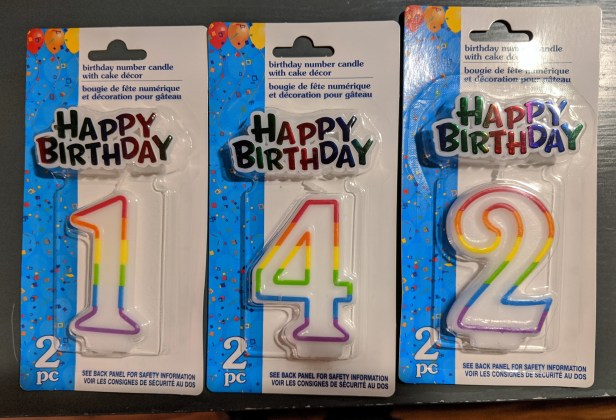 birthday number candle
with cake décor
bougie de fête numérique
et décoration pour gâteau
HAPPY
BIRTHDAY
1
2
pc
SEE BACK PANEL FOR SAFETY INFORMATION
VOIR LES CONSIGNES DE SÉCURITÉ AU DOS
birthday number candle
with cake décor
bougie de fête numérique
et décoration pour gâteau
HAPPY
BIRTHDAY
4
2
pc
SEE BACK PANEL FOR SAFETY INFORMATION
VOIR LES CONSIGNES DE SÉCURITÉ AU DOS
birthday number candle
with cake décor
bougie de fête numérique
et décoration pour gâteau
HAPPY
BIRTHDAY
2
2
pc
SEE BACK PANEL FOR SAFETY INFORMATION
VOIR LES CONSIGNES DE SÉCURITÉ AU DOS